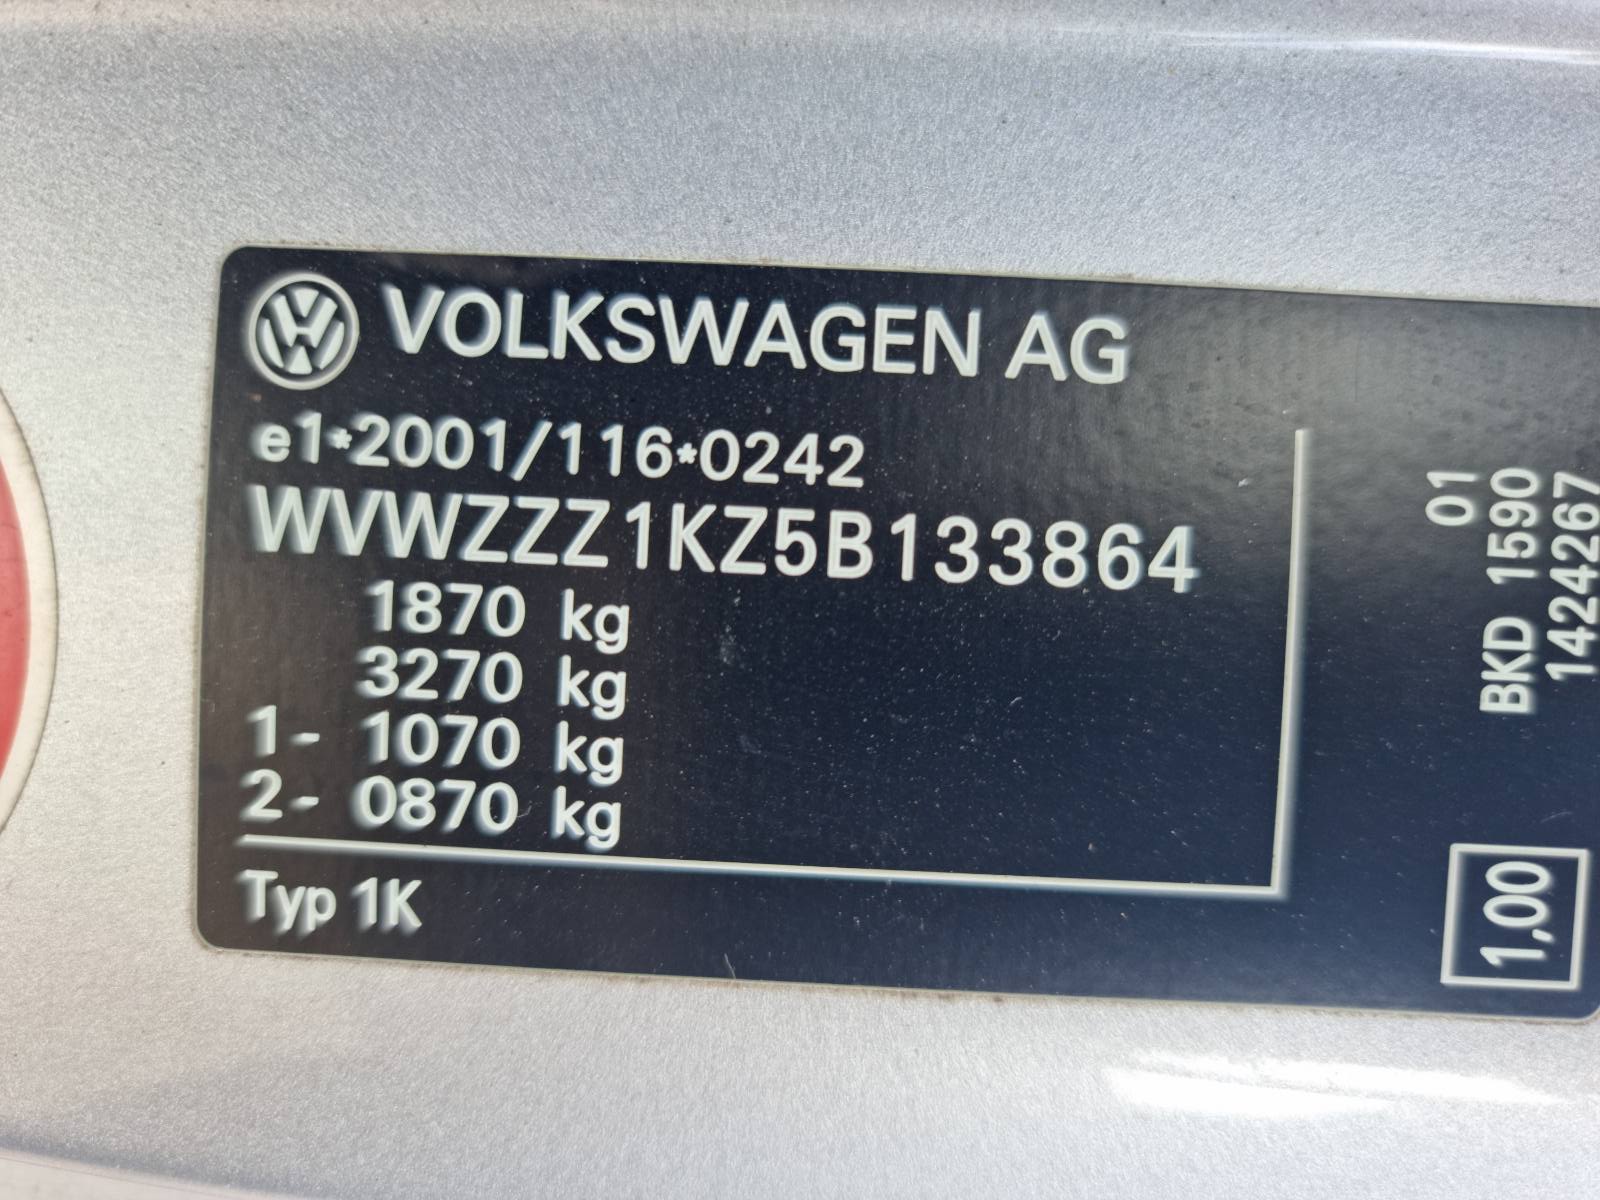 VOLKSWAGEN AG
e1*2001/116*0242
WVWZZZ1KZ5B133864
1870 kg
3270 kg
1- 1070 kg
2- 0870 kg
Typ 1K
01
BKD 1590
1424267
1,00